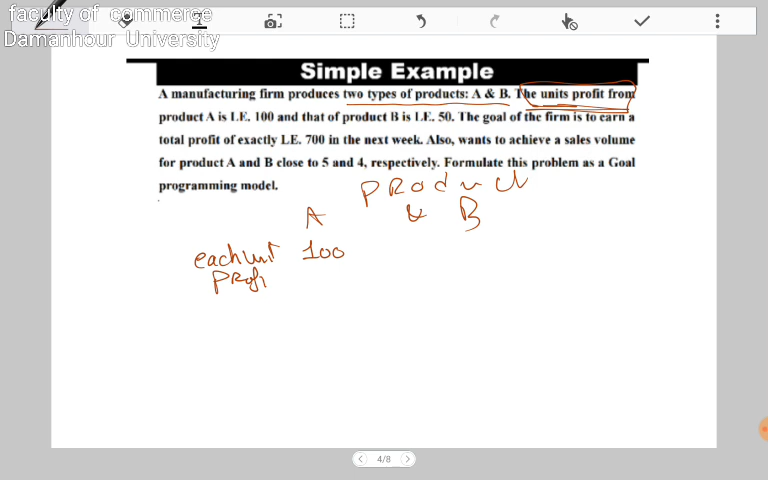 faculty of commerce
Damanhour University
Simple Example
A manufacturing firm produces two types of products: A & B. The units profit from
product A is L.E. 100 and that of product B is L.E. 50. The goal of the firm is to earn a
total profit of exactly LE. 700 in the next week. Also, wants to achieve a sales volume
for product A and B close to 5 and 4, respectively. Formulate this problem as a Goal
programming model.
Product
A & B
each unit 100
Profi
4/8